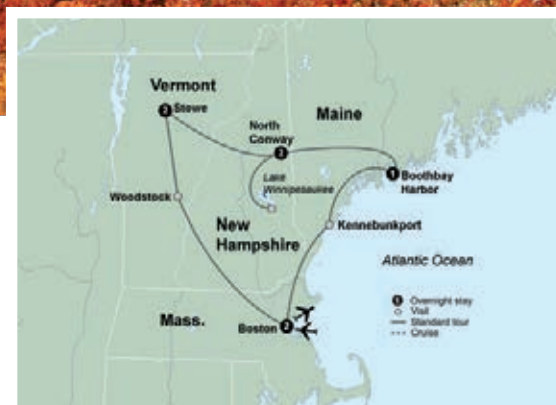 Vermont
2 Stowe
Maine
North
Conway
2
Lake
Winnipesaukee
1 Boothbay
Harbor
Woodstock
New
Hampshire
Kennebunkport
Atlantic Ocean
Mass.
Boston 2
1 Overnight stay
Visit
Standard tour
Cruise